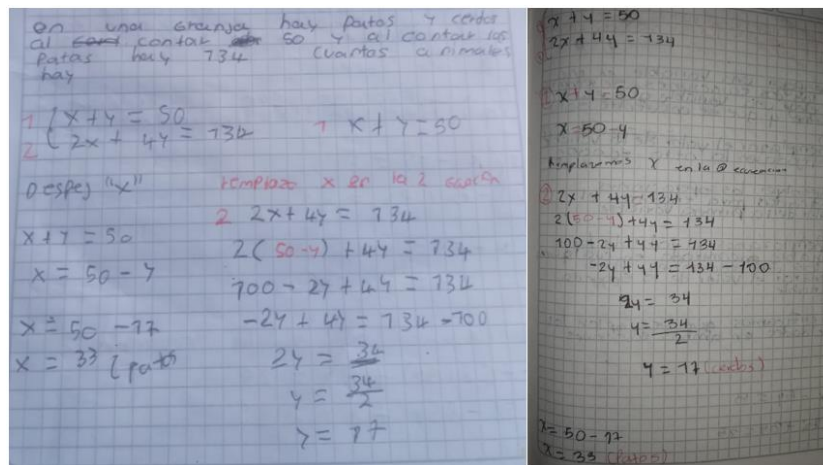 en una granja hay patos y cerdos
al contar 50 y al contar las
patas hay 134 cuantos animales
hay
1 { x + y = 50
2 { 2x + 4y = 134
1 x + y = 50
Despej "x"
x + y = 50
x = 50 - y
x = 50 - 17
x = 33 (patos
remplazo x en la 2
2 2x + 4y = 134
2(50-y) + 4y = 134
100 - 2y + 4y = 134
-2y + 4y = 134 - 100
2y = 34
y = 34/2
y = 17
x + y = 50
2x + 4y = 134
① x + y = 50
x = 50 - y
Remplazamos x en la ②
② 2x + 4y = 134
2(50-y) + 4y = 134
100 - 2y + 4y = 134
-2y + 4y = 134 - 100
2y = 34
y = 34/2
y = 17 (cerdos)
x = 50 - 17
x = 33 (Patos)